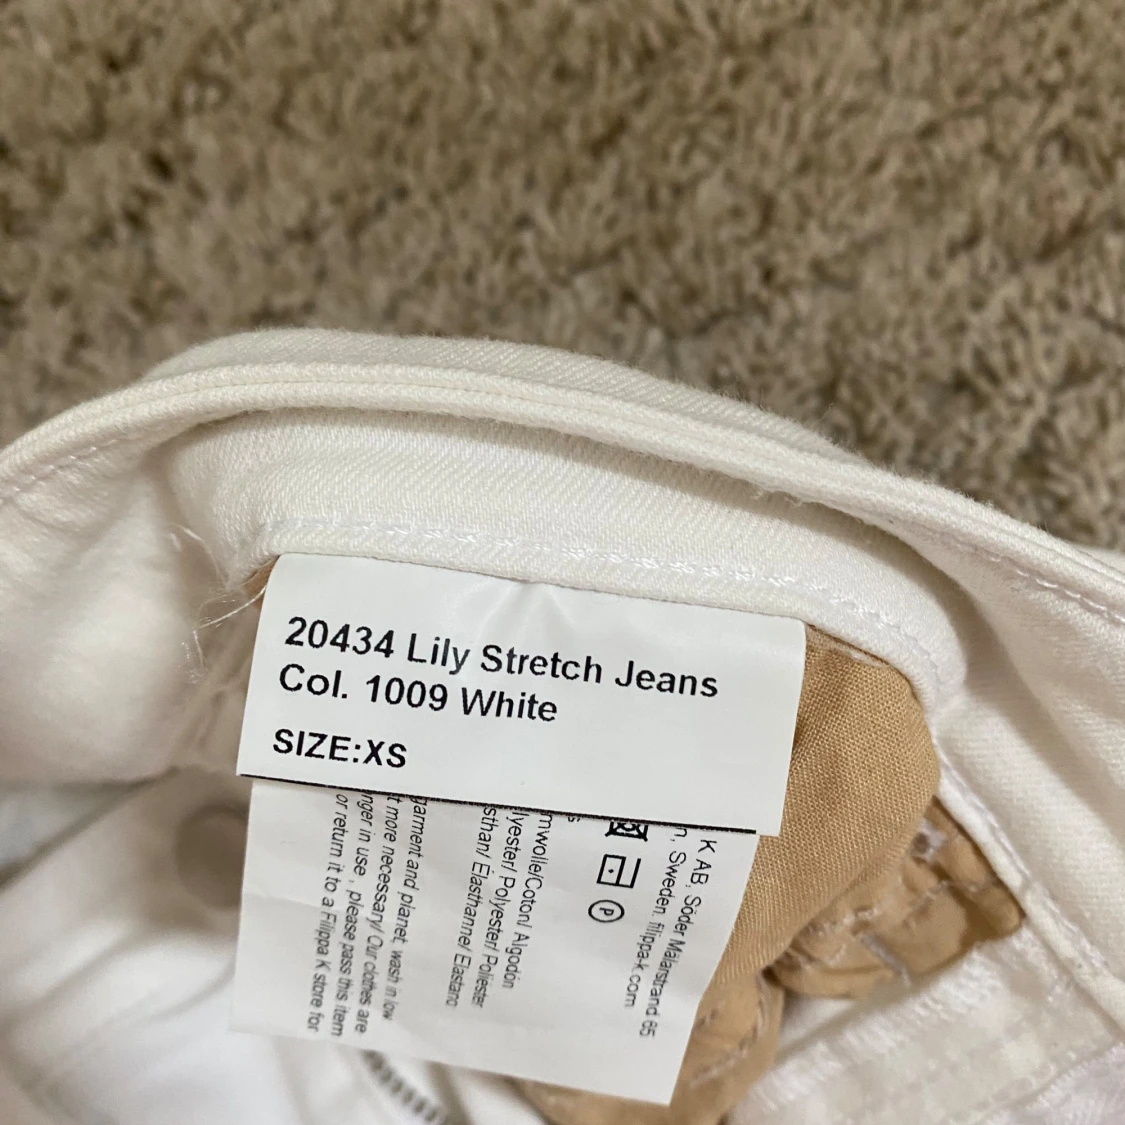 20434 Lily Stretch Jeans
Col. 1009 White
SIZE:XS
K AB, Söder Mälarstrand 65
n, Sweden. filippa-k.com
P
mwolle/Coton/ Algodón
lyester/ Polyester/ Poliéster
sthan/ Elasthanne/ Elastano
garment and planet, wash in low
t more necessary/ Our clothes are
nger in use , please pass this item
or return it to a Filippa K store for